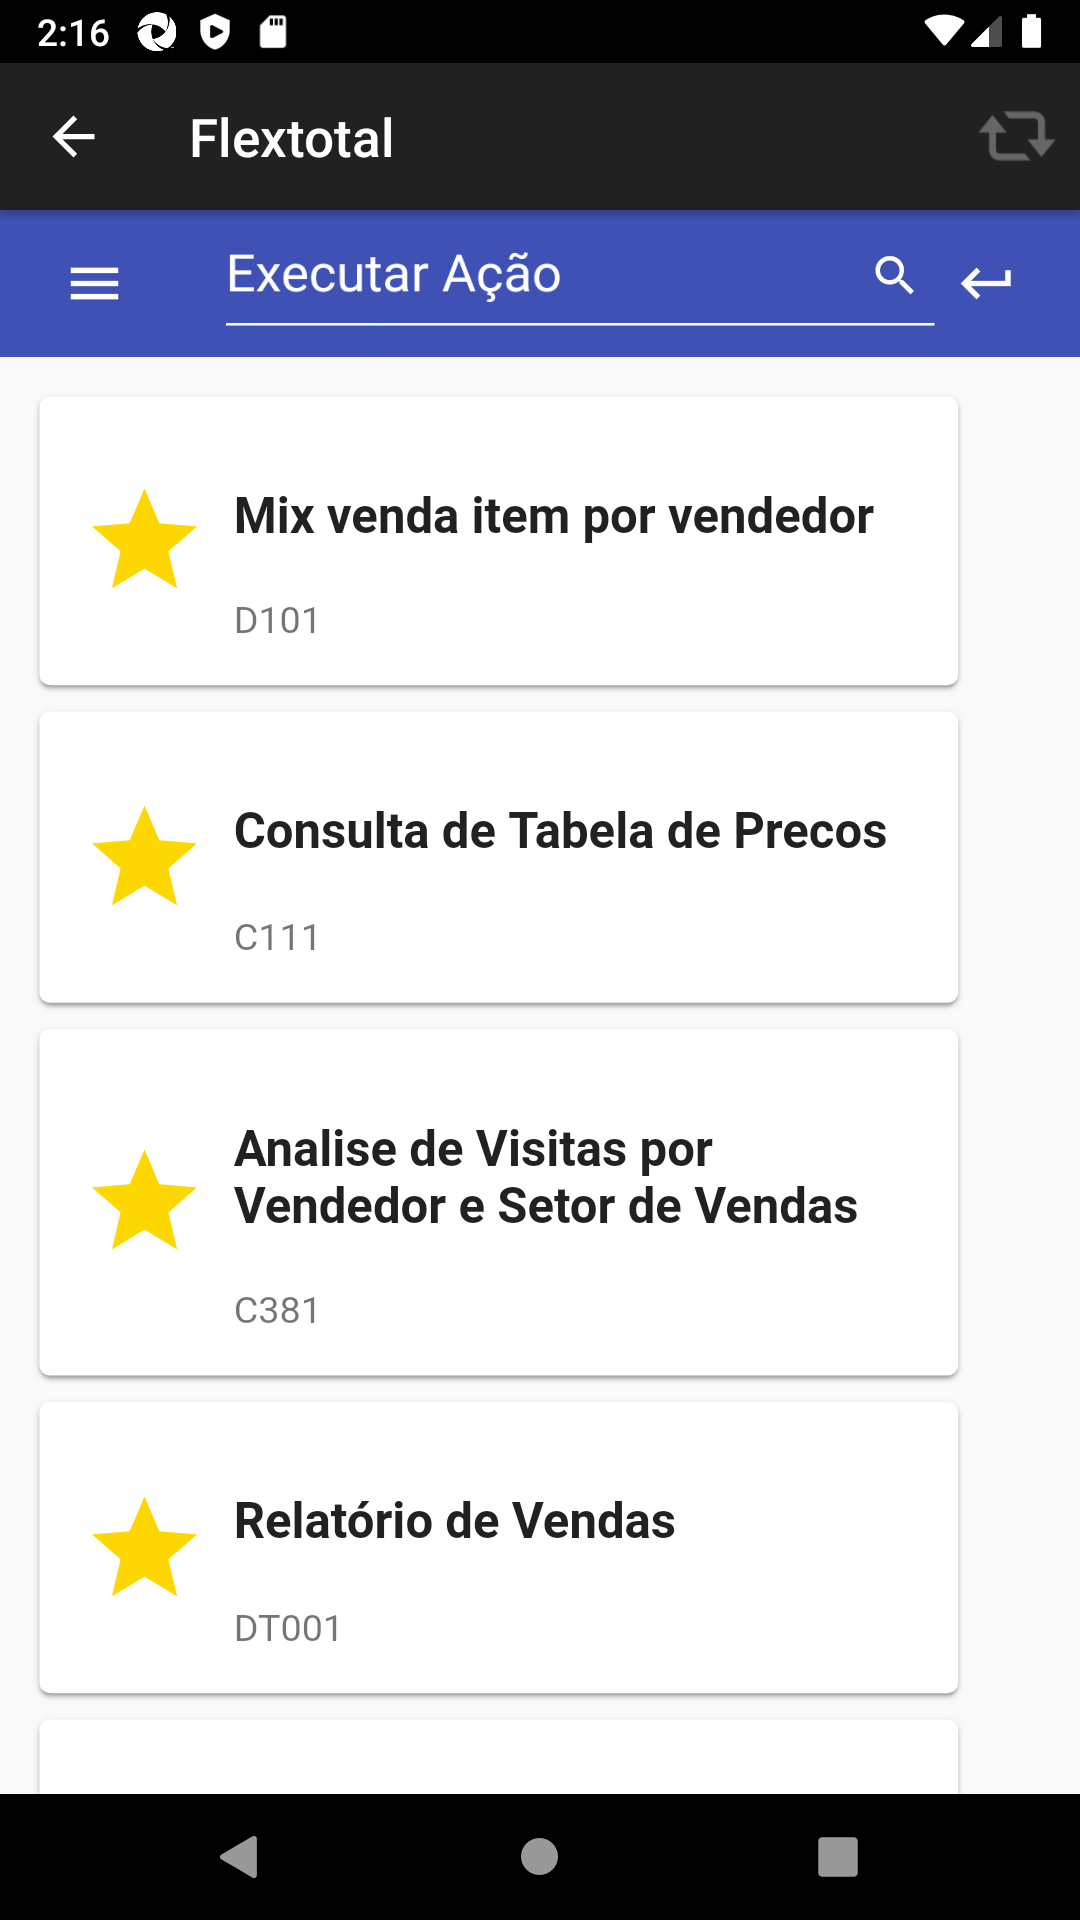 2:16
Flextotal
Executar Ação
Mix venda item por vendedor
D101
Consulta de Tabela de Precos
C111
Analise de Visitas por
Vendedor e Setor de Vendas
C381
Relatório de Vendas
DT001